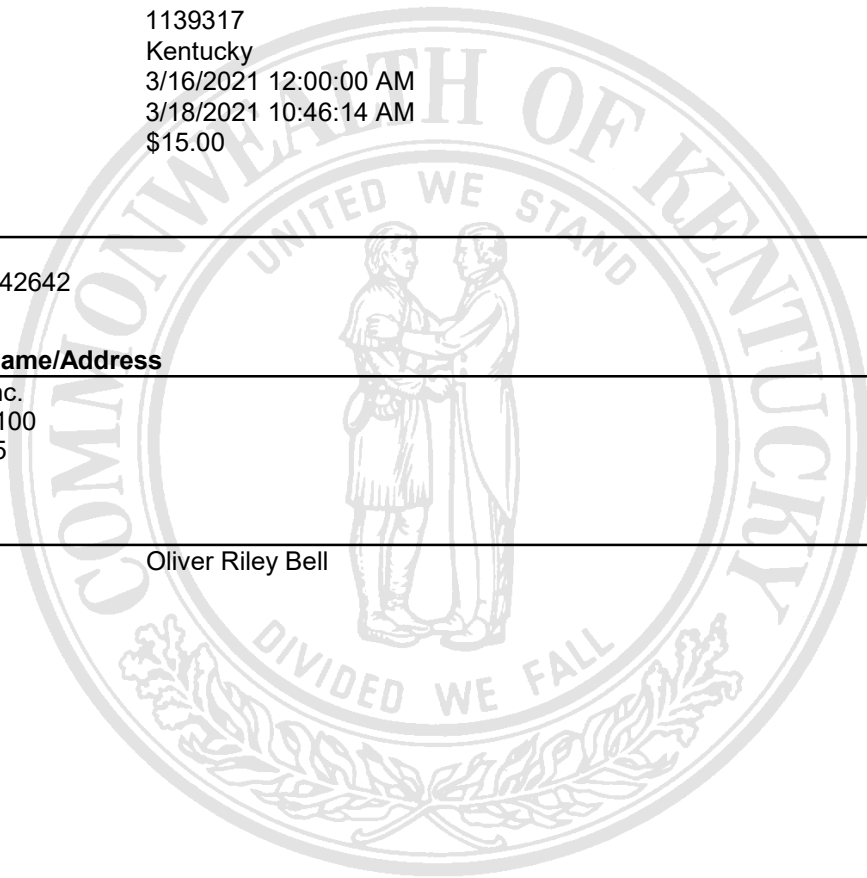 1139317
Kentucky
3/16/2021 12:00:00 AM
3/18/2021 10:46:14 AM
$15.00
COMMONWEALTH OF KENTUCKY
UNITED WE STAND
42642
ame/Address
nc.
100
5
Oliver Riley Bell
DIVIDED WE FALL